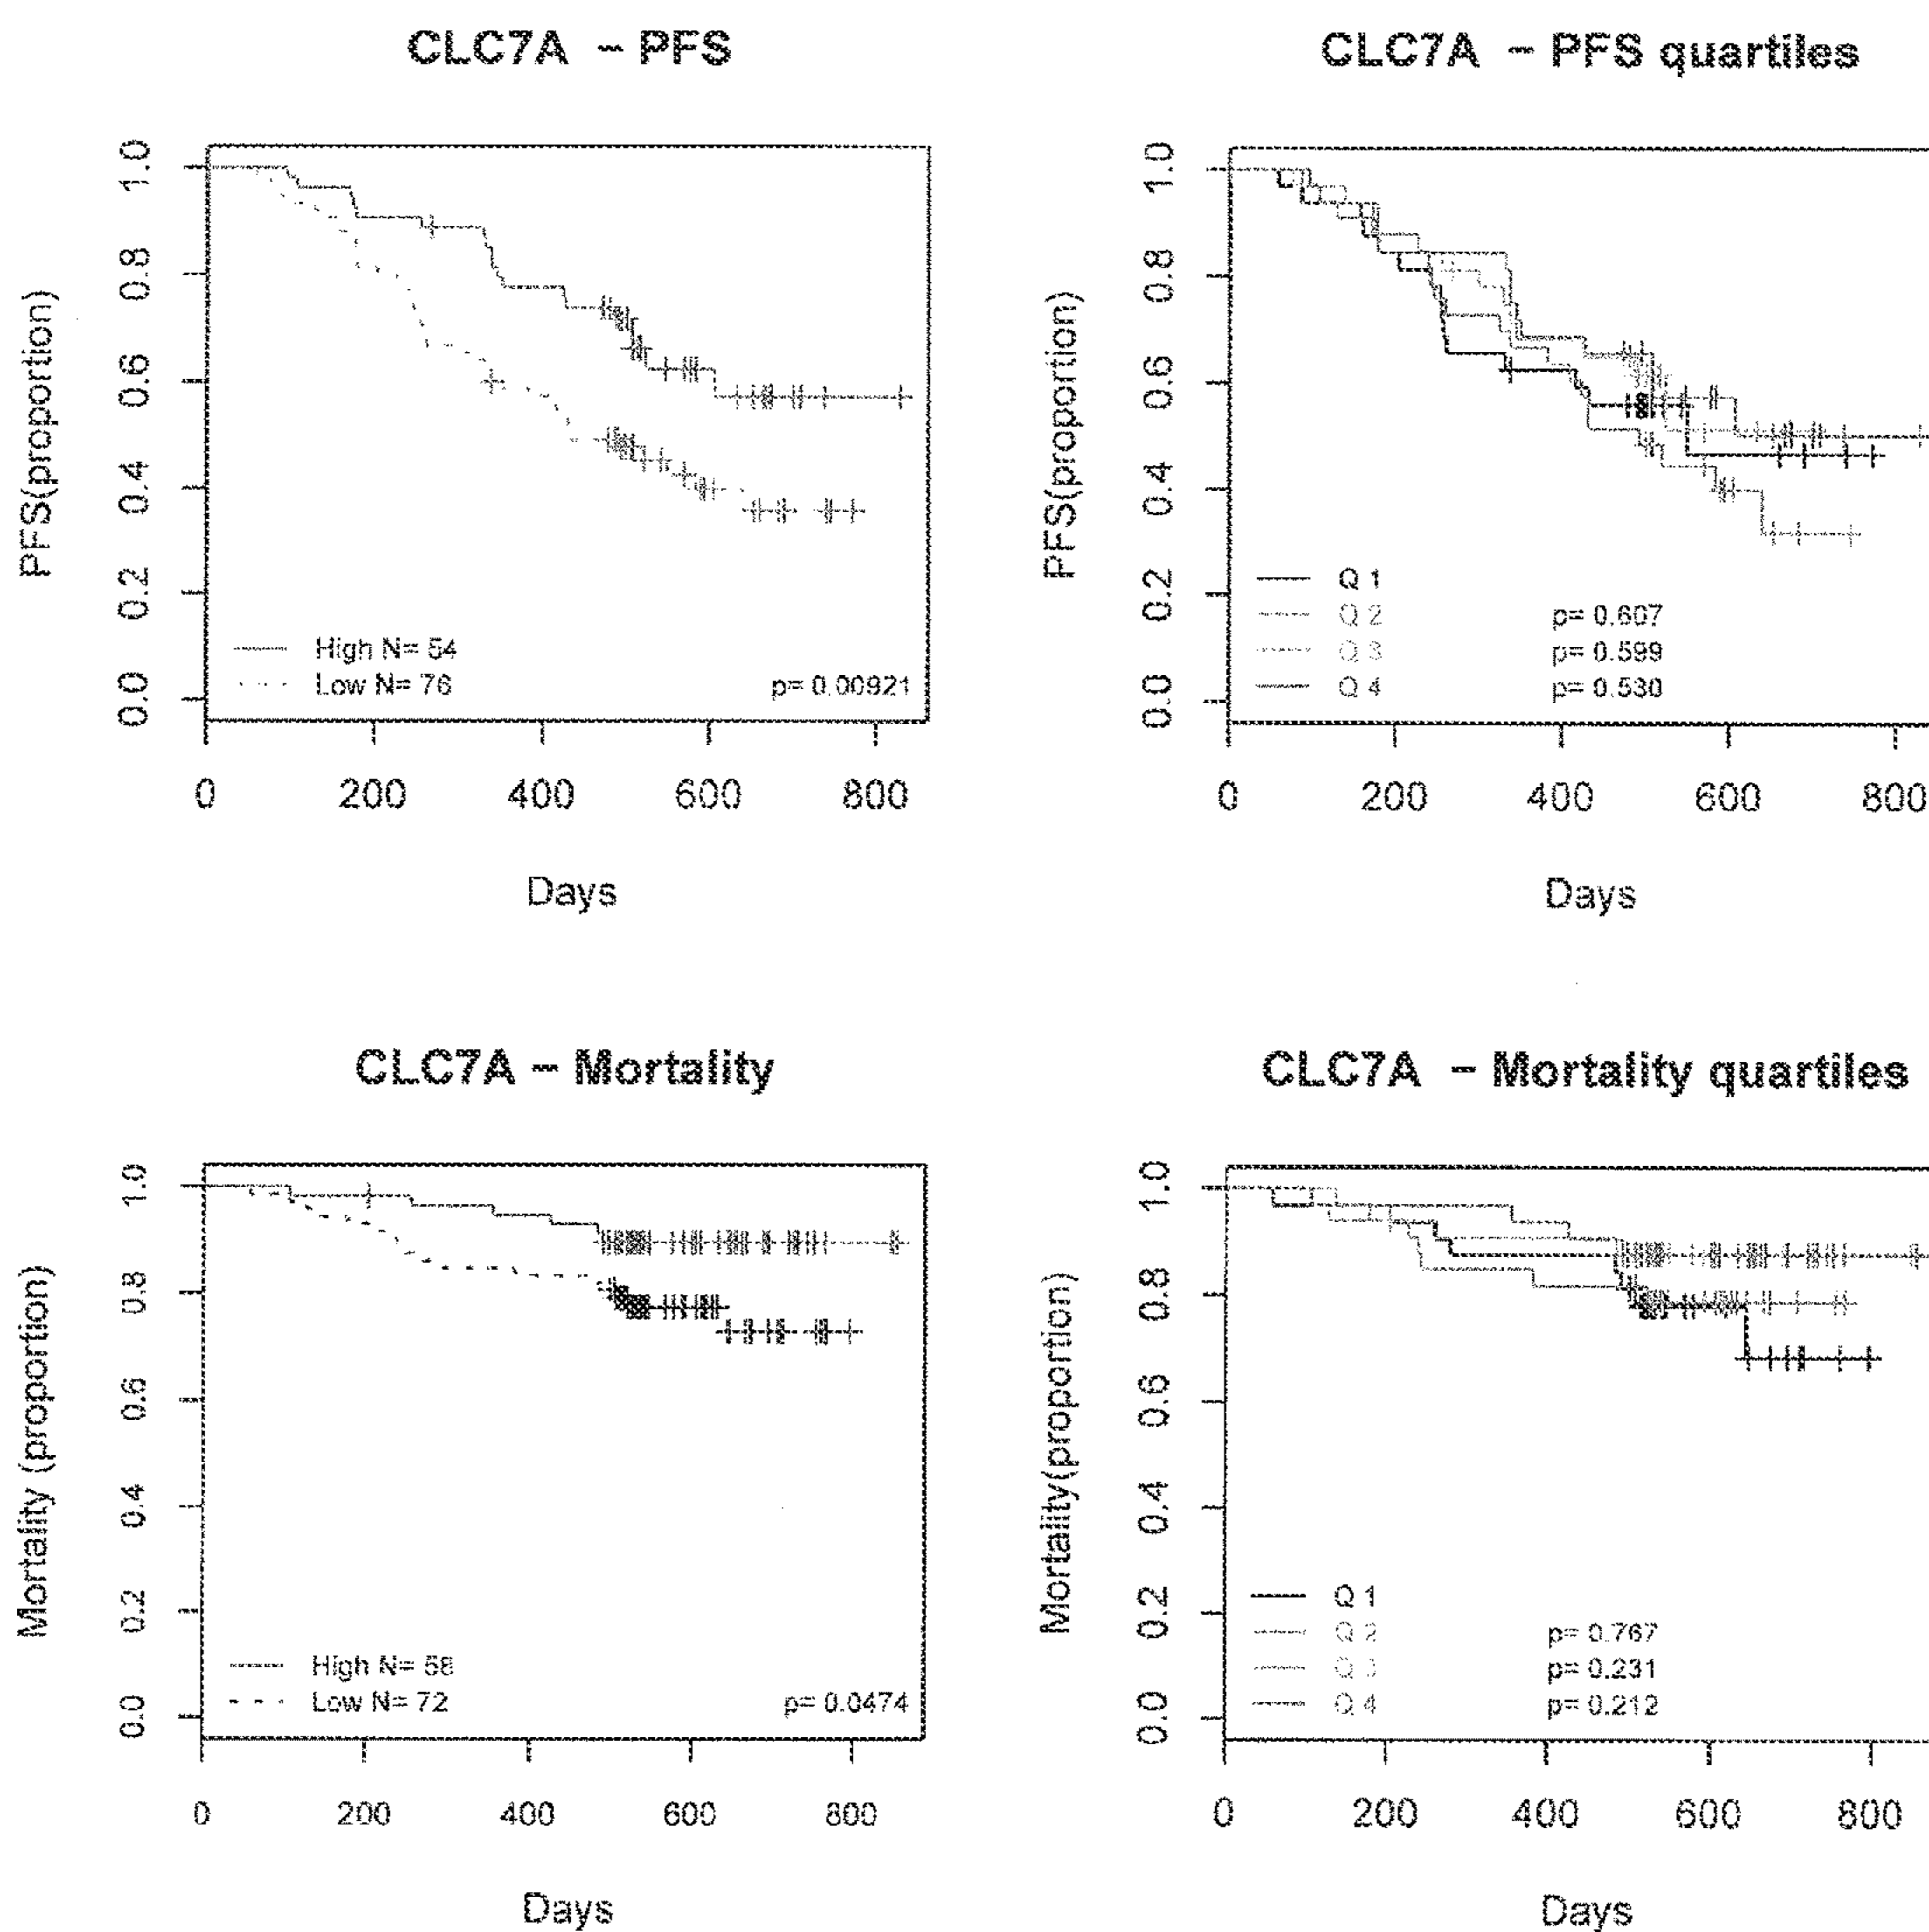 CLC7A – PFS
PFS(proportion)
1.0
0.8
0.6
0.4
0.2
0.0
High N= 54
Low N= 76
p= 0.00921
0 200 400 600 800
Days
CLC7A – PFS quartiles
PFS(proportion)
1.0
0.8
0.6
0.4
0.2
0.0
Q 1
Q 2 p= 0.607
Q 3 p= 0.599
Q 4 p= 0.530
0 200 400 600 800
Days
CLC7A – Mortality
Mortality (proportion)
1.0
0.8
0.6
0.4
0.2
0.0
High N= 58
Low N= 72
p= 0.0474
0 200 400 600 800
Days
CLC7A – Mortality quartiles
Mortality(proportion)
1.0
0.8
0.6
0.4
0.2
0.0
Q 1
Q 2 p= 0.767
Q 3 p= 0.231
Q 4 p= 0.212
0 200 400 600 800
Days